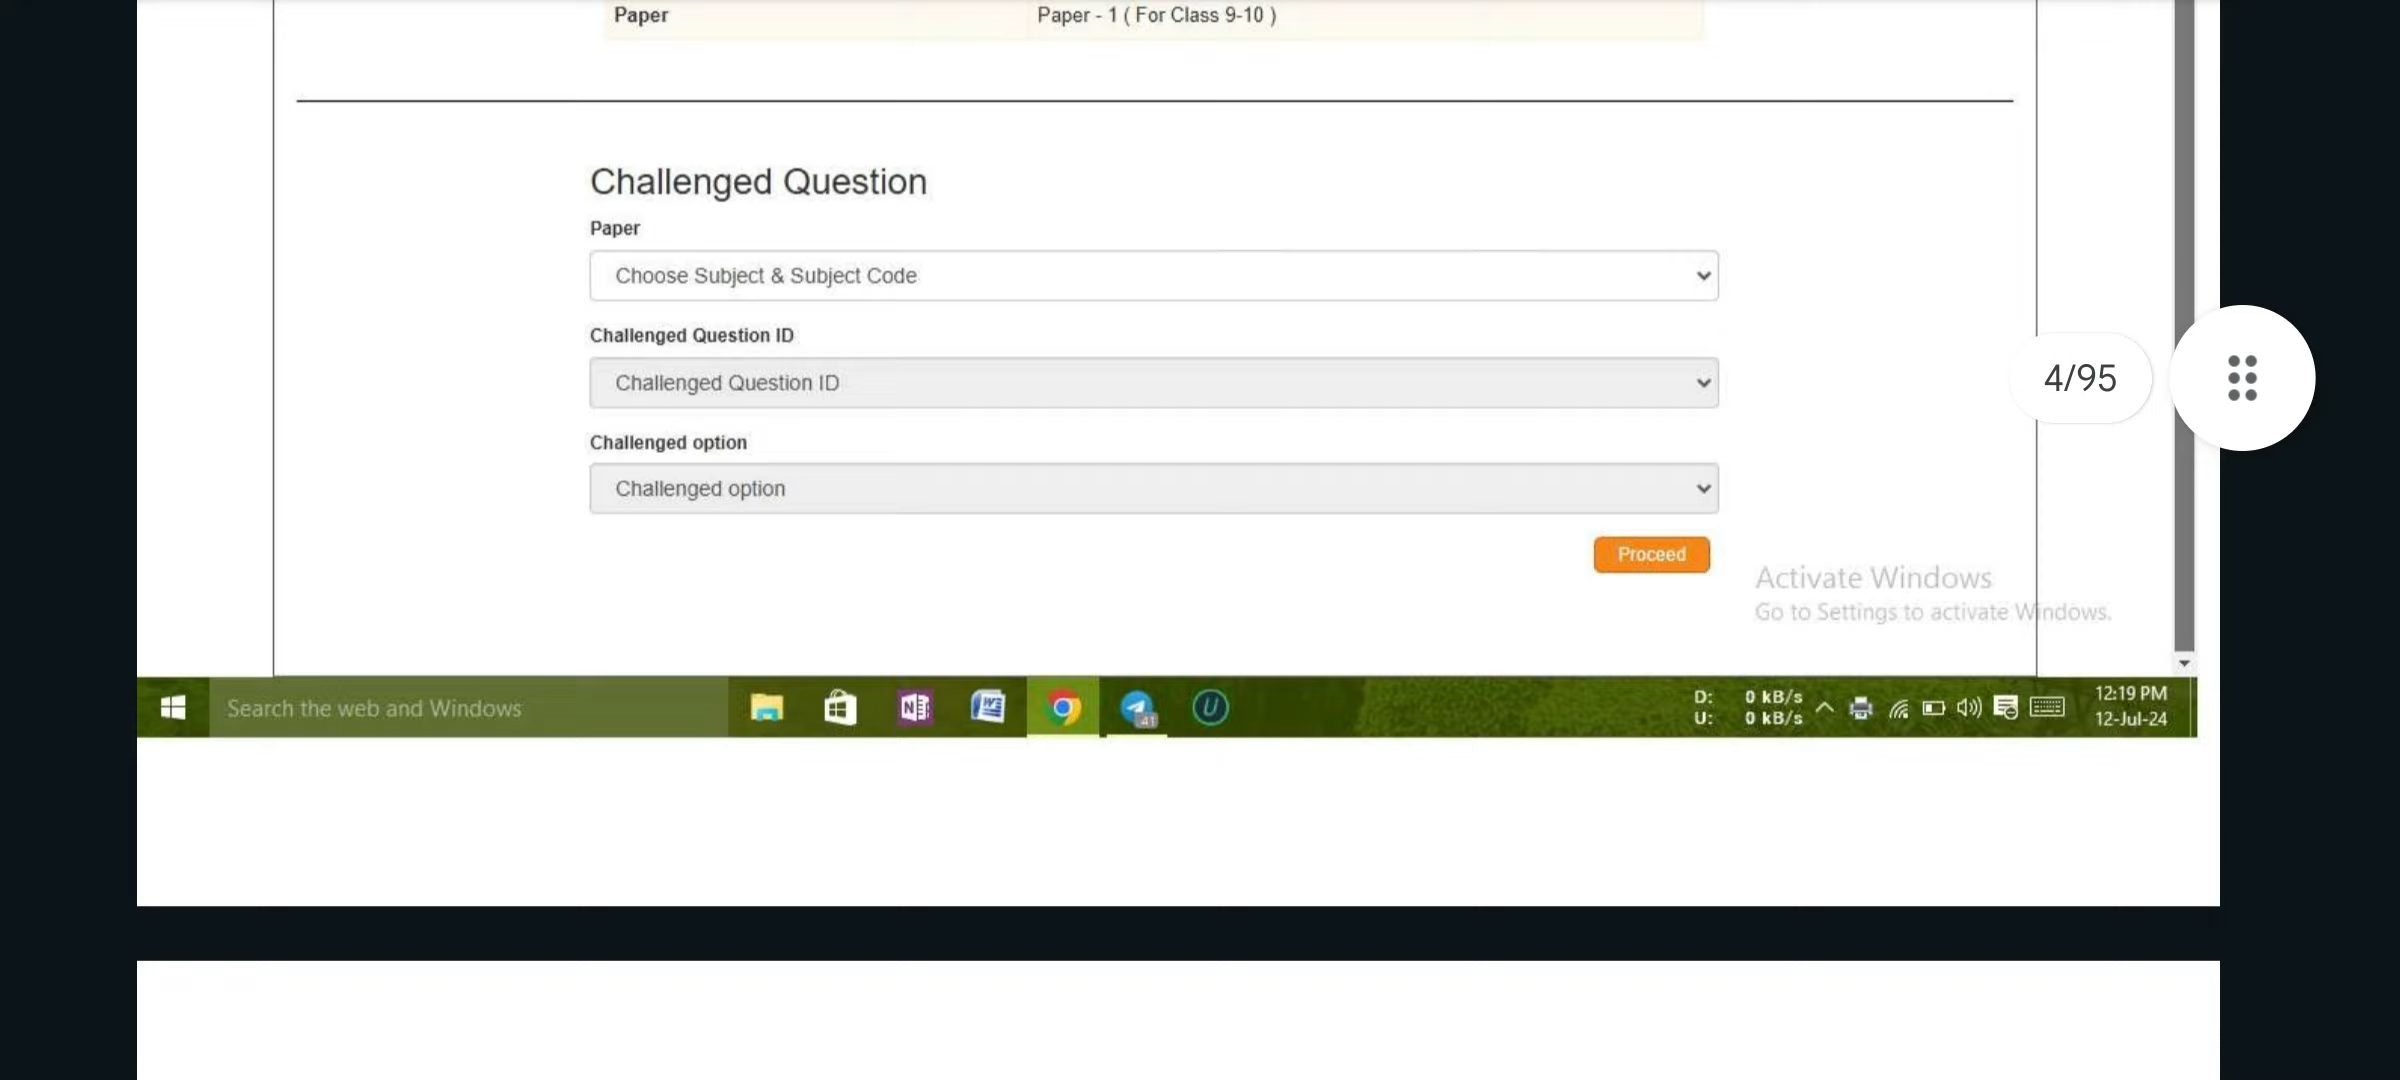 Paper Paper - 1 ( For Class 9-10 )
Challenged Question
Paper
Choose Subject & Subject Code
Challenged Question ID
Challenged Question ID
4/95
Challenged option
Challenged option
Proceed
Activate Windows
Go to Settings to activate Windows.
Search the web and Windows
41
D: 0 kB/s
U: 0 kB/s
12:19 PM
12-Jul-24